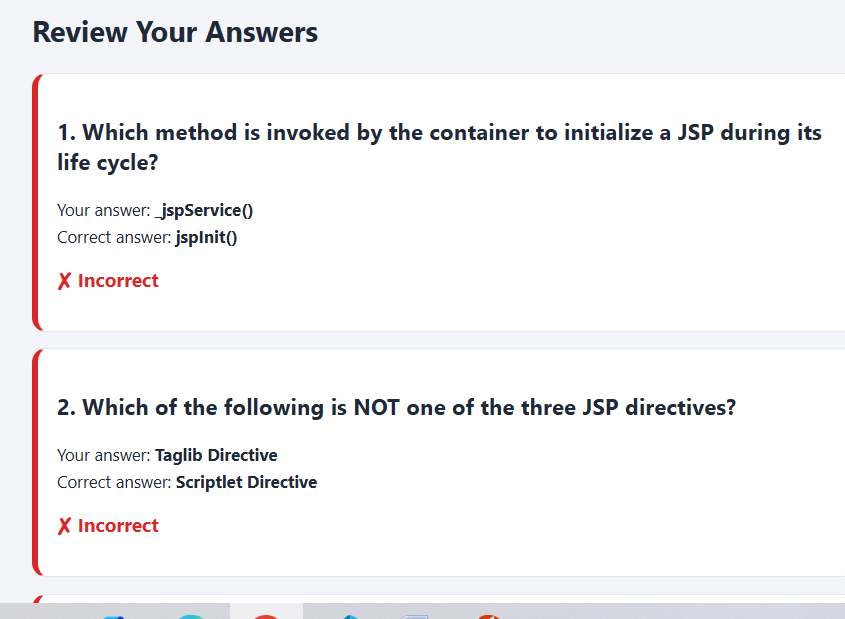 Review Your Answers
1. Which method is invoked by the container to initialize a JSP during its
life cycle?
Your answer: _jspService()
Correct answer: jspInit()
✗ Incorrect
2. Which of the following is NOT one of the three JSP directives?
Your answer: Taglib Directive
Correct answer: Scriptlet Directive
✗ Incorrect